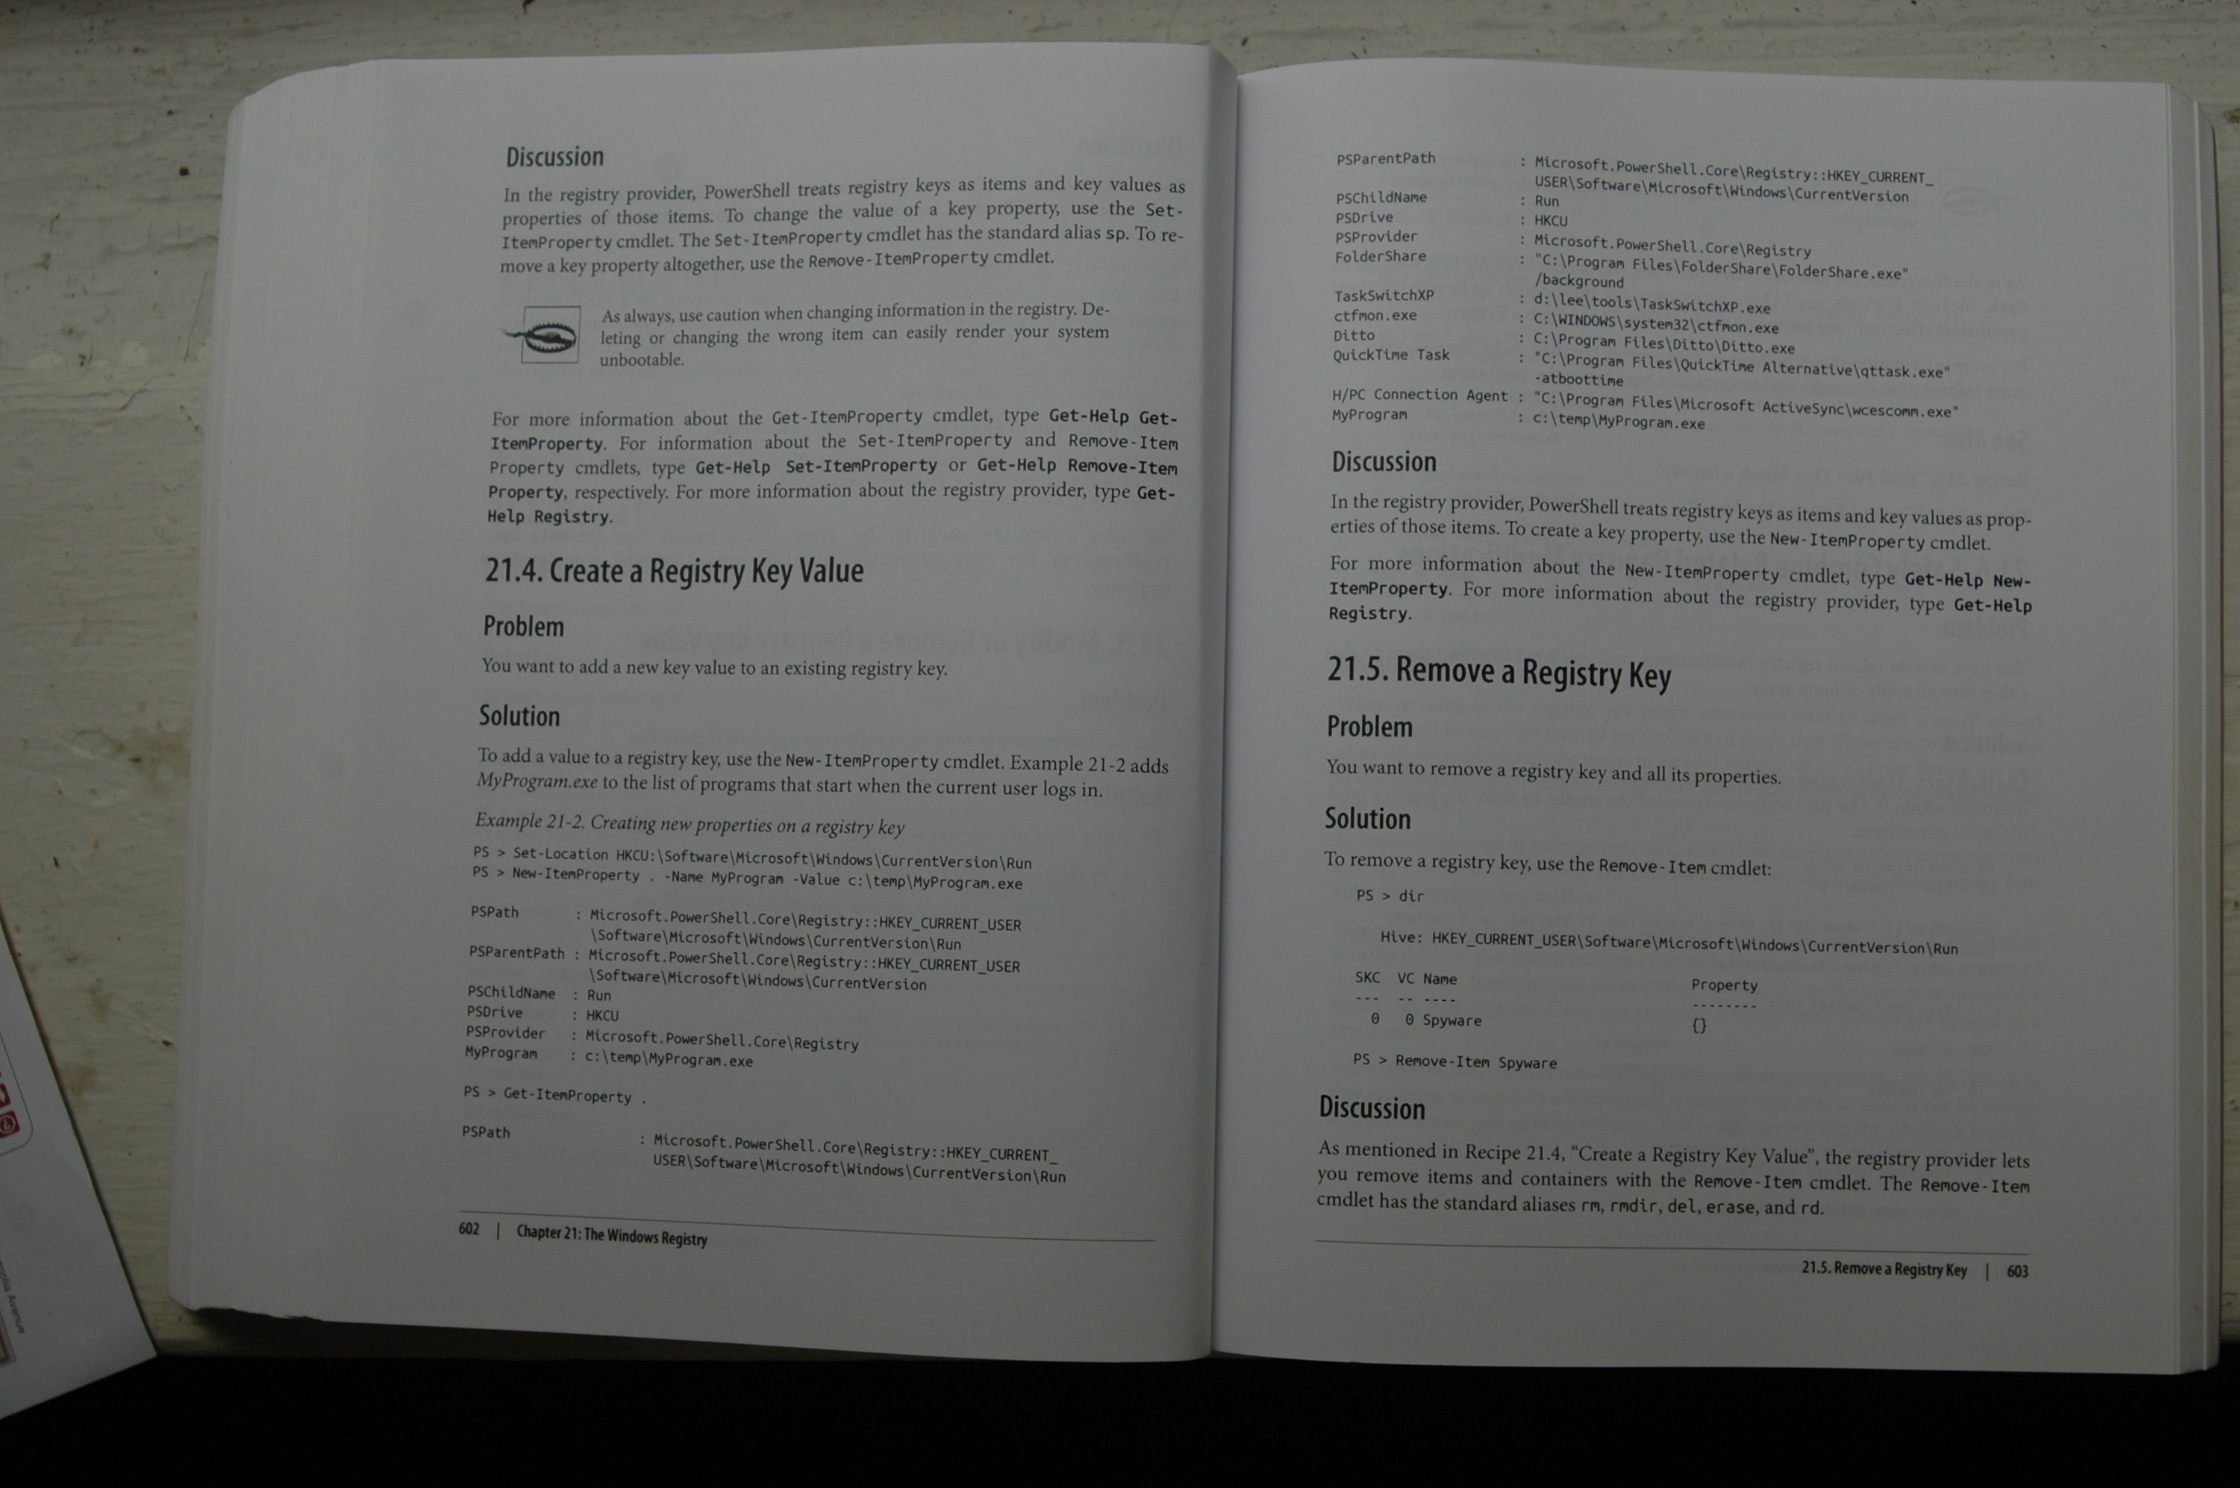 Discussion
In the registry provider, PowerShell treats registry keys as items and key values as
properties of those items. To change the value of a key property, use the Set-
ItemProperty cmdlet. The Set-ItemProperty cmdlet has the standard alias sp. To re-
move a key property altogether, use the Remove-ItemProperty cmdlet.
As always, use caution when changing information in the registry. De-
leting or changing the wrong item can easily render your system
unbootable.
For more information about the Get-ItemProperty cmdlet, type Get-Help Get-
ItemProperty. For information about the Set-ItemProperty and Remove-Item
Property cmdlets, type Get-Help Set-ItemProperty or Get-Help Remove-Item
Property, respectively. For more information about the registry provider, type Get-
Help Registry.
21.4. Create a Registry Key Value
Problem
You want to add a new key value to an existing registry key.
Solution
To add a value to a registry key, use the New-ItemProperty cmdlet. Example 21-2 adds
MyProgram.exe to the list of programs that start when the current user logs in.
Example 21-2. Creating new properties on a registry key
PS > Set-Location HKCU:\Software\Microsoft\Windows\CurrentVersion\Run
PS > New-ItemProperty . -Name MyProgram -Value c:\temp\MyProgram.exe
PSPath : Microsoft.PowerShell.Core\Registry::HKEY_CURRENT_USER
\Software\Microsoft\Windows\CurrentVersion\Run
PSParentPath : Microsoft.PowerShell.Core\Registry::HKEY_CURRENT_USER
\Software\Microsoft\Windows\CurrentVersion
PSChildName : Run
PSDrive : HKCU
PSProvider : Microsoft.PowerShell.Core\Registry
MyProgram : c:\temp\MyProgram.exe
PS > Get-ItemProperty .
PSPath : Microsoft.PowerShell.Core\Registry::HKEY_CURRENT_
USER\Software\Microsoft\Windows\CurrentVersion\Run
602 | Chapter 21: The Windows Registry
PSParentPath : Microsoft.PowerShell.Core\Registry::HKEY_CURRENT_
USER\Software\Microsoft\Windows\CurrentVersion
PSChildName : Run
PSDrive : HKCU
PSProvider : Microsoft.PowerShell.Core\Registry
FolderShare : "C:\Program Files\FolderShare\FolderShare.exe"
/background
TaskSwitchXP : d:\lee\tools\TaskSwitchXP.exe
ctfmon.exe : C:\WINDOWS\system32\ctfmon.exe
Ditto : C:\Program Files\Ditto\Ditto.exe
QuickTime Task : "C:\Program Files\QuickTime Alternative\qttask.exe"
-atboottime
H/PC Connection Agent : "C:\Program Files\Microsoft ActiveSync\wcescomm.exe"
MyProgram : c:\temp\MyProgram.exe
Discussion
In the registry provider, PowerShell treats registry keys as items and key values as prop-
erties of those items. To create a key property, use the New-ItemProperty cmdlet.
For more information about the New-ItemProperty cmdlet, type Get-Help New-
ItemProperty. For more information about the registry provider, type Get-Help
Registry.
21.5. Remove a Registry Key
Problem
You want to remove a registry key and all its properties.
Solution
To remove a registry key, use the Remove-Item cmdlet:
PS > dir
Hive: HKEY_CURRENT_USER\Software\Microsoft\Windows\CurrentVersion\Run
SKC VC Name Property
--- -- ---- --------
0 0 Spyware {}
PS > Remove-Item Spyware
Discussion
As mentioned in Recipe 21.4, “Create a Registry Key Value”, the registry provider lets
you remove items and containers with the Remove-Item cmdlet. The Remove-Item
cmdlet has the standard aliases rm, rmdir, del, erase, and rd.
21.5. Remove a Registry Key | 603
Avenue